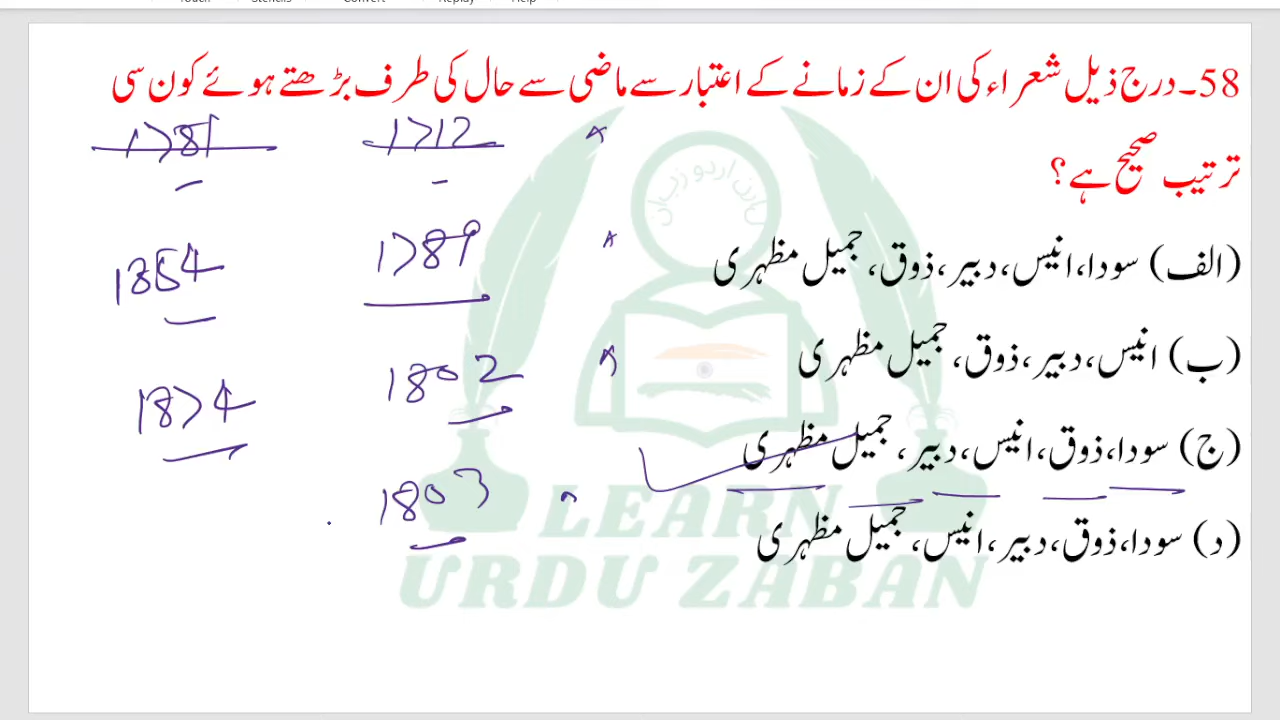 58۔درج ذیل شعراء کی ان کے زمانے کے اعتبار سے ماضی سے حال کی طرف بڑھتے ہوئے کون سی
ترتیب صحیح ہے؟
1712
1781
(الف) سودا،انیس، دبیر، ذوق، جمیل مظہری
1789
1854
(ب) انیس، دبیر، ذوق، جمیل مظہری
1802
1874
(ج) سودا،ذوق، انیس، دبیر، جمیل مظہری
1803
(د) سودا،ذوق، دبیر، انیس، جمیل مظہری
LEARN
URDU ZABAN